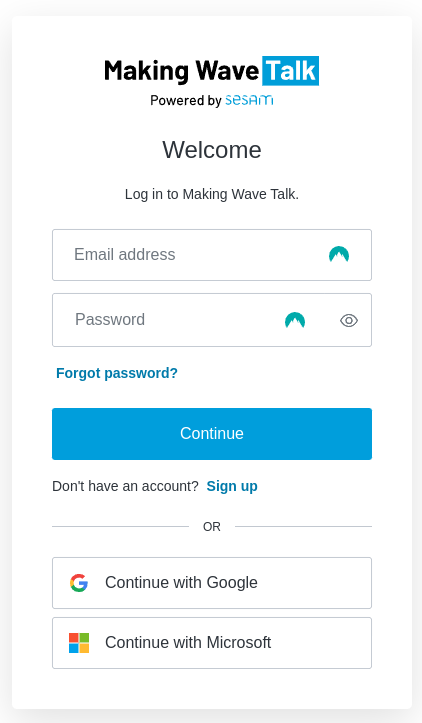 Making Wave Talk
Powered by sesam
Welcome
Log in to Making Wave Talk.
Email address
Password
Forgot password?
Continue
Don't have an account? Sign up
OR
Continue with Google
Continue with Microsoft